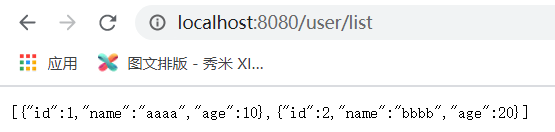 localhost:8080/user/list
应用 图文排版 - 秀米 XI...
[{"id":1,"name":"aaaa","age":10},{"id":2,"name":"bbbb","age":20}]